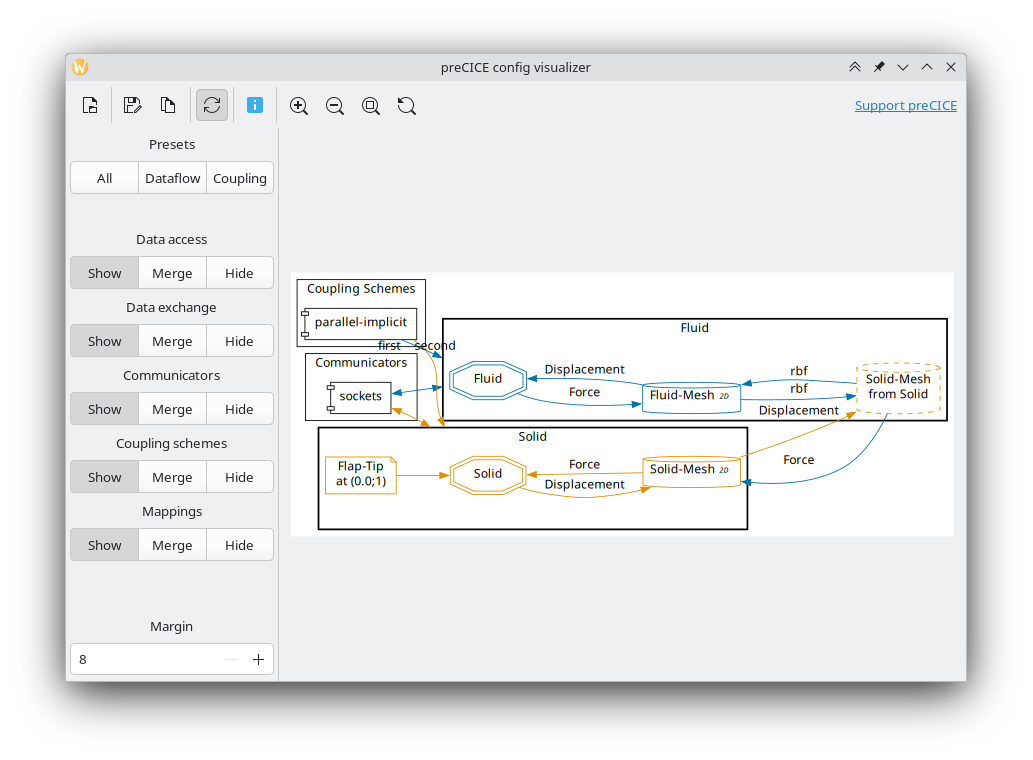 preCICE config visualizer
Support preCICE
Presets
All Dataflow Coupling
Data access
Show Merge Hide
Data exchange
Show Merge Hide
Communicators
Show Merge Hide
Coupling schemes
Show Merge Hide
Mappings
Show Merge Hide
Margin
8
Coupling Schemes
parallel-implicit
first second
Communicators
sockets
Fluid
Fluid
Displacement
Force
Fluid-Mesh 2D
rbf
rbf
Solid-Mesh
from Solid
Displacement
Force
Solid
Flap-Tip
at (0.0;1)
Solid
Force
Displacement
Solid-Mesh 2D